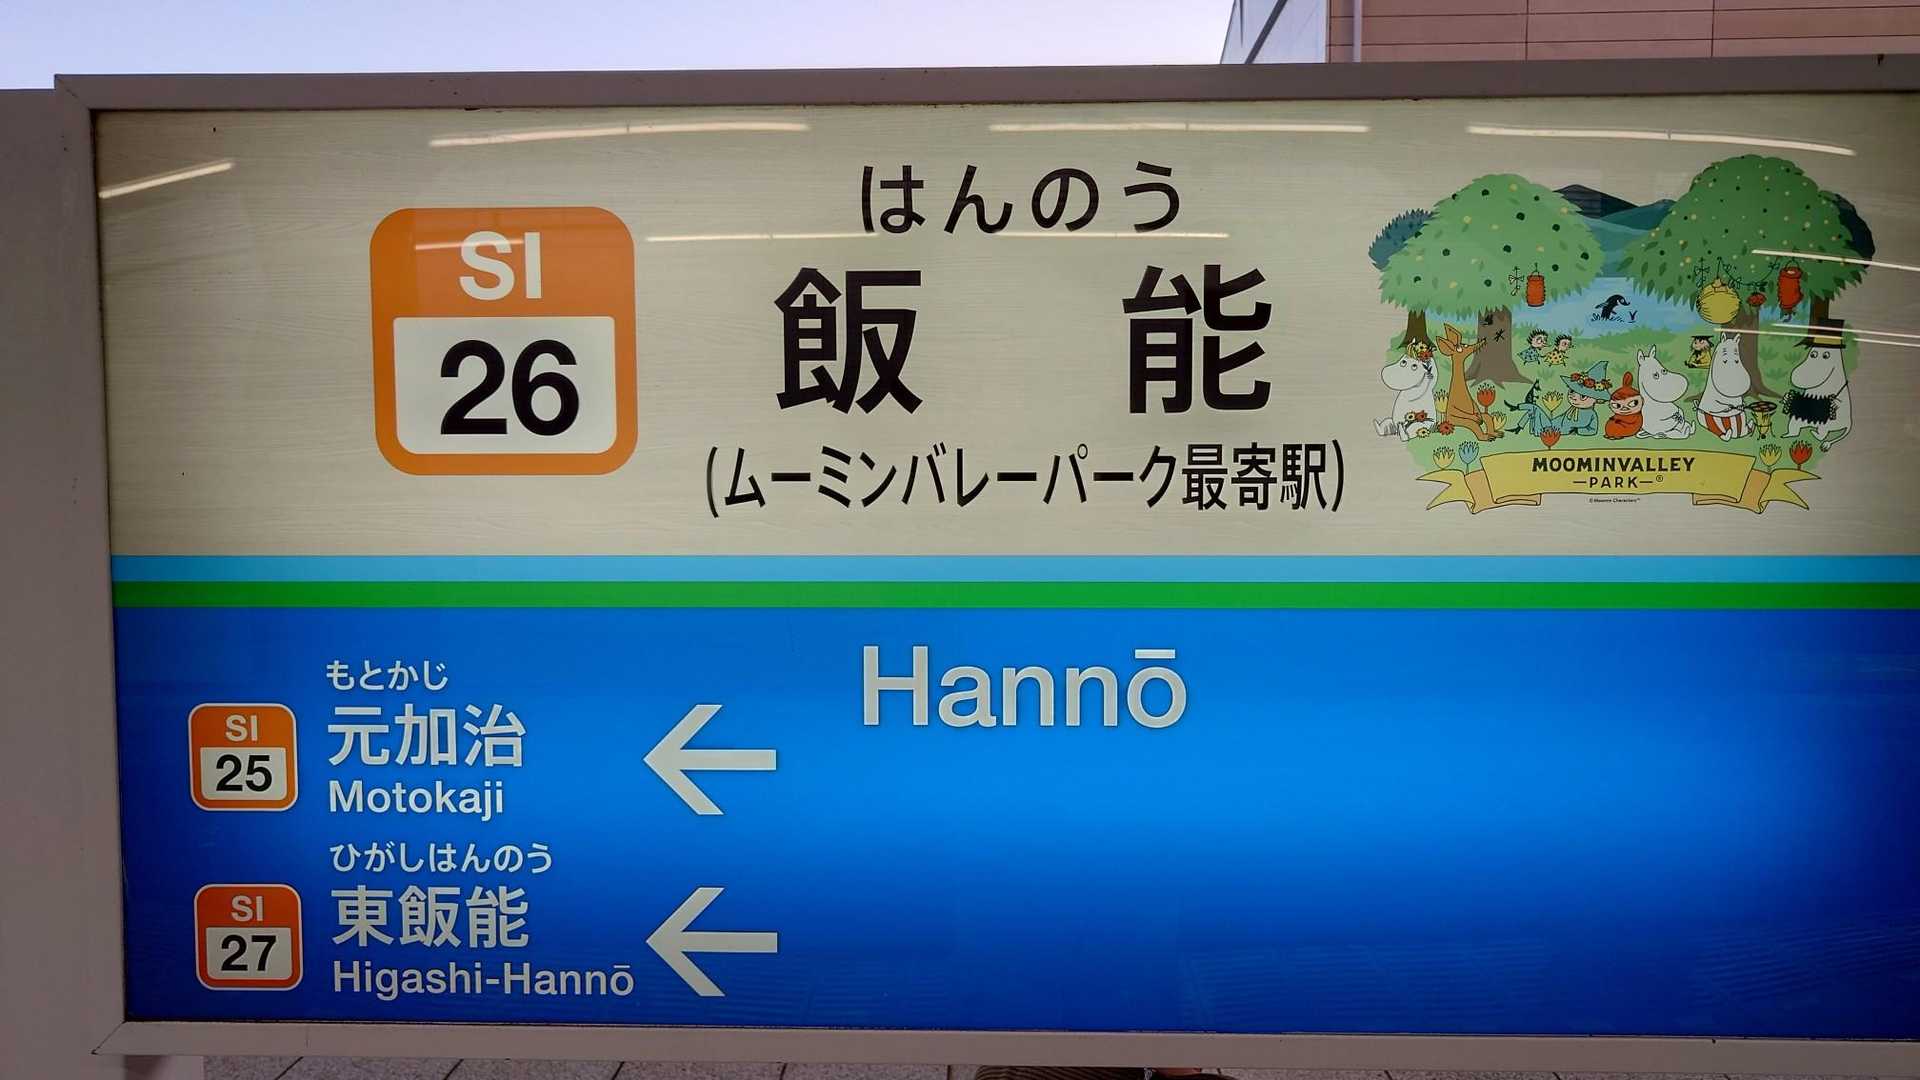 はんのう
SI
26
飯能
(ムーミンバレーパーク最寄駅)
MOOMINVALLEY
—PARK—®
© Moomin Characters™
Hannō
もとかじ
SI
25
元加治
Motokaji
ひがしはんのう
SI
27
東飯能
Higashi-Hannō